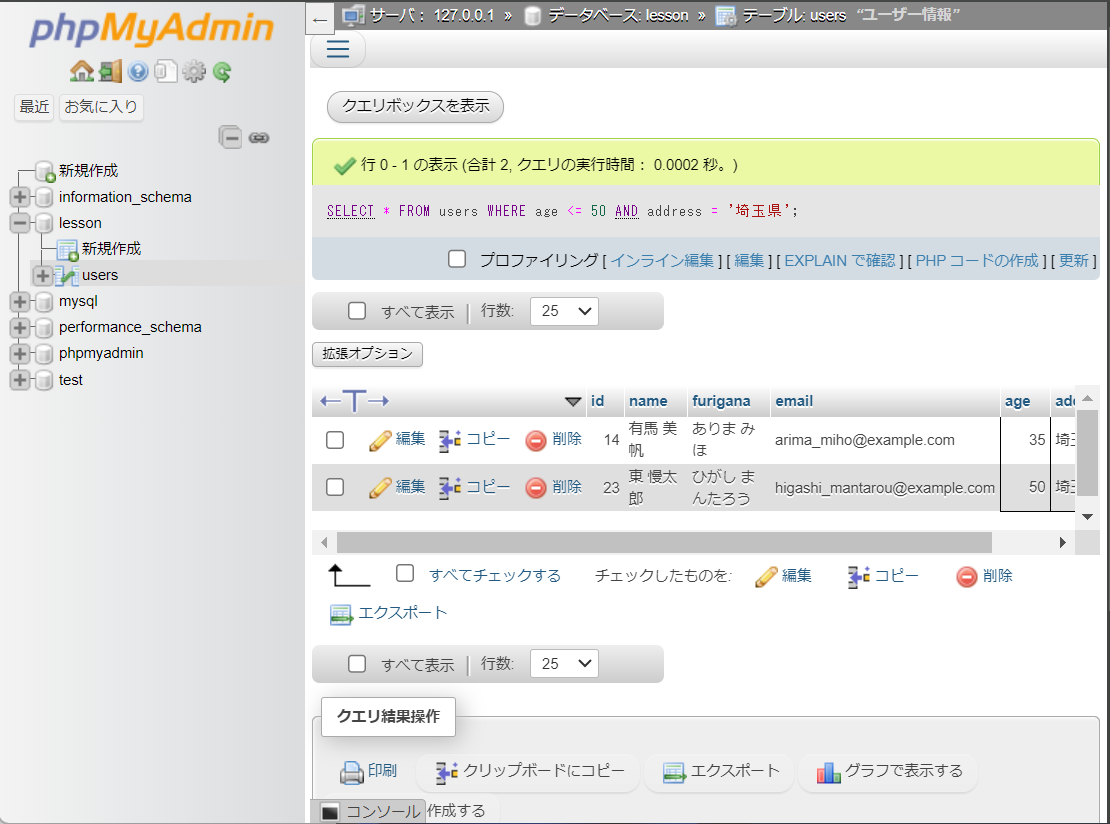 phpMyAdmin
最近 お気に入り
新規作成
information_schema
lesson
新規作成
users
mysql
performance_schema
phpmyadmin
test
← サーバ: 127.0.0.1 » データベース: lesson » テーブル: users “ユーザー情報”
クエリボックスを表示
行 0 - 1 の表示 (合計 2, クエリの実行時間: 0.0002 秒。)
SELECT * FROM users WHERE age <= 50 AND address = '埼玉県';
プロファイリング [ インライン編集 ] [ 編集 ] [ EXPLAIN で確認 ] [ PHP コードの作成 ] [ 更新 ]
すべて表示 | 行数: 25
拡張オプション
←T→ id name furigana email age add
編集 コピー 削除 14 有馬 美帆 ありま みほ arima_miho@example.com 35 埼玉
編集 コピー 削除 23 東 慢太郎 ひがし まんたろう higashi_mantarou@example.com 50 埼玉
すべてチェックする チェックしたものを: 編集 コピー 削除
エクスポート
すべて表示 | 行数: 25
クエリ結果操作
印刷 クリップボードにコピー エクスポート グラフで表示する
コンソール 作成する